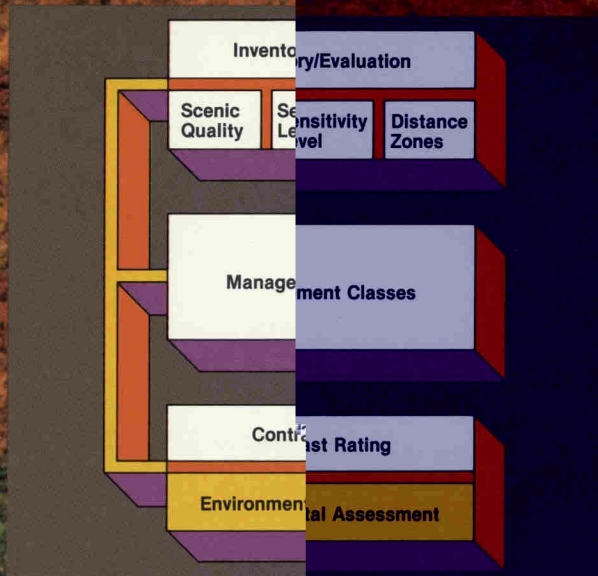 Inventory/Evaluation
Scenic
Quality
Sensitivity
Level
Distance
Zones
Management Classes
Contrast Rating
Environmental Assessment